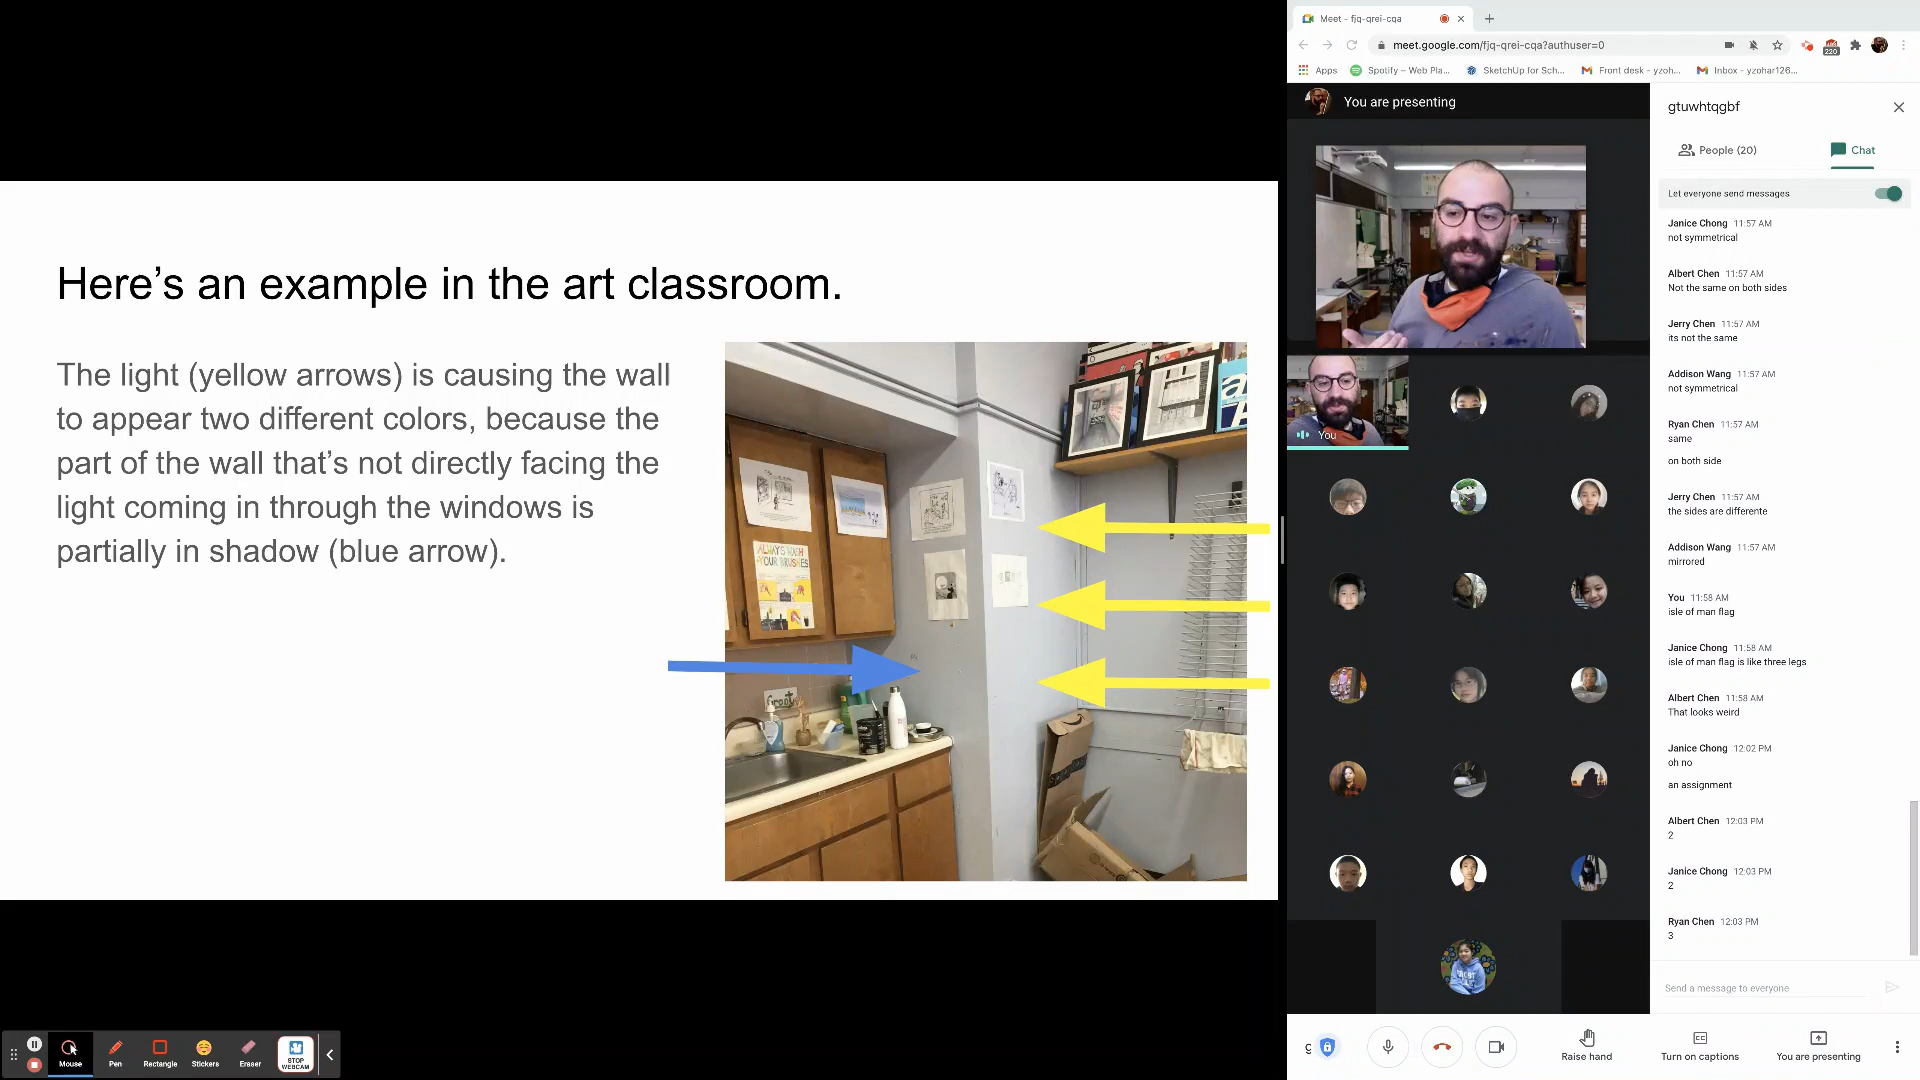 Here's an example in the art classroom.
The light (yellow arrows) is causing the wall
to appear two different colors, because the
part of the wall that's not directly facing the
light coming in through the windows is
partially in shadow (blue arrow).
ALWAYS WASH
YOUR BRUSHES
Mouse
Pen
Rectangle
Stickers
Eraser
STOP
WEBCAM
Meet - fjq-qrei-cqa
meet.google.com/fjq-qrei-cqa?authuser=0
220
Apps
Spotify – Web Pla...
SketchUp for Sch...
Front desk - yzoh...
Inbox - yzohar126...
You are presenting
You
gtuwhtqgbf
People (20)
Chat
Let everyone send messages
Janice Chong 11:57 AM
not symmetrical
Albert Chen 11:57 AM
Not the same on both sides
Jerry Chen 11:57 AM
its not the same
Addison Wang 11:57 AM
not symmetrical
Ryan Chen 11:57 AM
same
on both side
Jerry Chen 11:57 AM
the sides are differente
Addison Wang 11:57 AM
mirrored
You 11:58 AM
isle of man flag
Janice Chong 11:58 AM
isle of man flag is like three legs
Albert Chen 11:58 AM
That looks weird
Janice Chong 12:02 PM
oh no
an assignment
Albert Chen 12:03 PM
2
Janice Chong 12:03 PM
2
Ryan Chen 12:03 PM
3
Send a message to everyone
g
Raise hand
Turn on captions
You are presenting